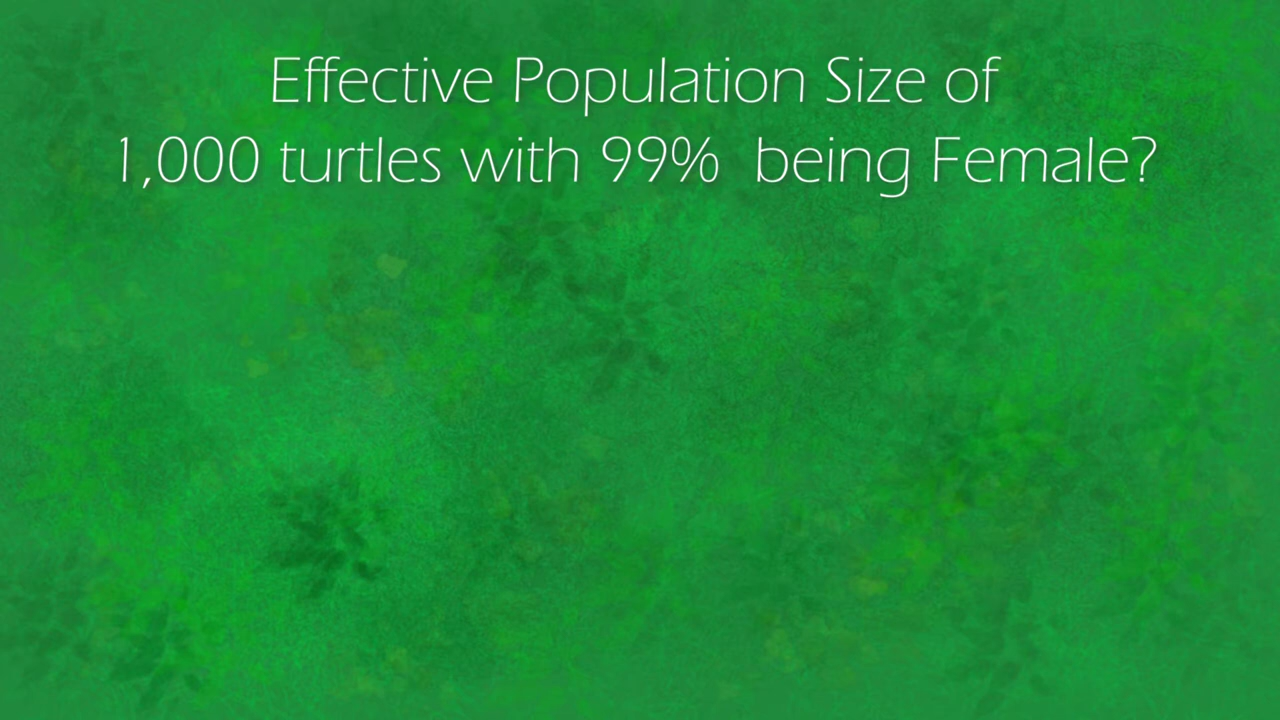 Effective Population Size of
1,000 turtles with 99% being Female?